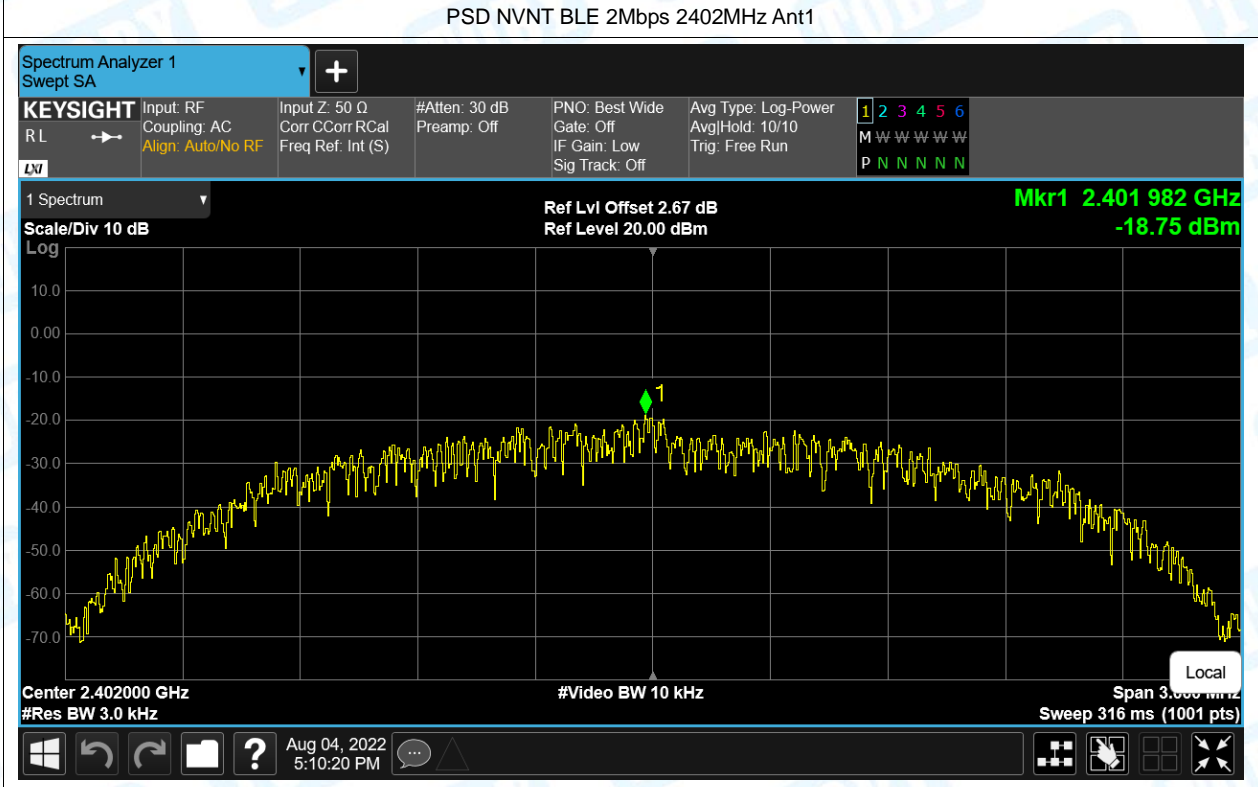 PSD NVNT BLE 2Mbps 2402MHz Ant1
Spectrum Analyzer 1
Swept SA
KEYSIGHT
R L
LXI
Input: RF
Coupling: AC
Align: Auto/No RF
Input Z: 50 Ω
Corr CCorr RCal
Freq Ref: Int (S)
#Atten: 30 dB
Preamp: Off
PNO: Best Wide
Gate: Off
IF Gain: Low
Sig Track: Off
Avg Type: Log-Power
Avg|Hold: 10/10
Trig: Free Run
1 2 3 4 5 6
M W W W W W
P N N N N N
1 Spectrum
Scale/Div 10 dB
Ref Lvl Offset 2.67 dB
Ref Level 20.00 dBm
Mkr1 2.401 982 GHz
-18.75 dBm
Log
10.0
0.00
-10.0
-20.0
-30.0
-40.0
-50.0
-60.0
-70.0
1
Local
Center 2.402000 GHz
#Video BW 10 kHz
Span 3.000 MHz
#Res BW 3.0 kHz
Sweep 316 ms (1001 pts)
?
Aug 04, 2022
5:10:20 PM